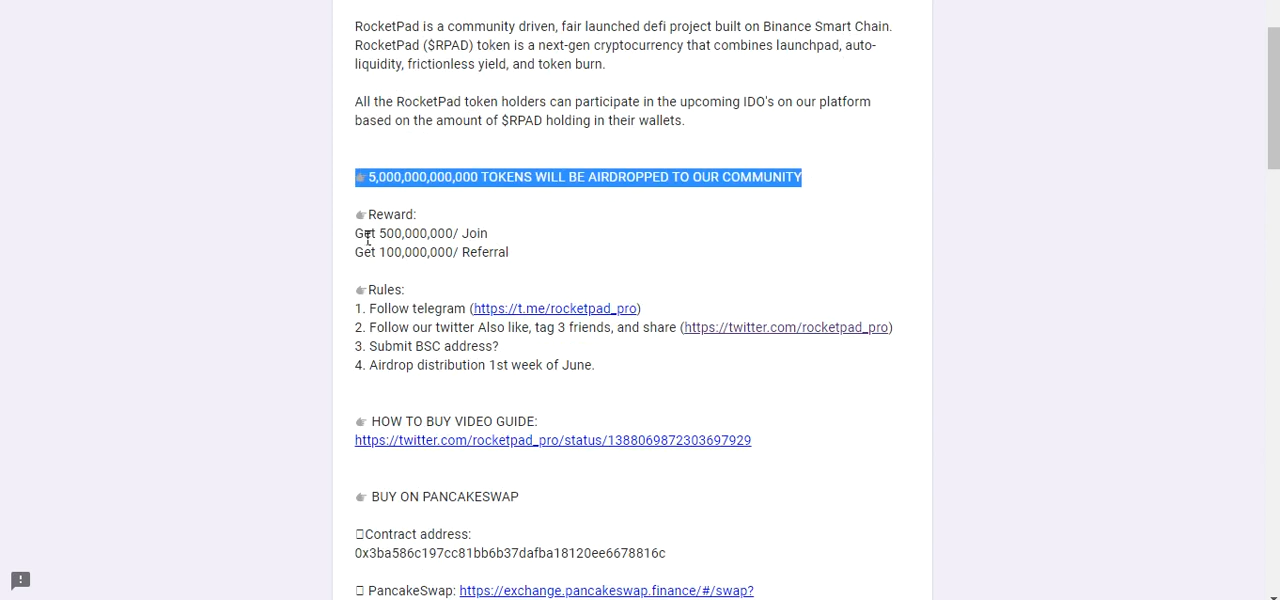 RocketPad is a community driven, fair launched defi project built on Binance Smart Chain.
RocketPad ($RPAD) token is a next-gen cryptocurrency that combines launchpad, auto-
liquidity, frictionless yield, and token burn.
All the RocketPad token holders can participate in the upcoming IDO's on our platform
based on the amount of $RPAD holding in their wallets.
5,000,000,000,000 TOKENS WILL BE AIRDROPPED TO OUR COMMUNITY
Reward:
Get 500,000,000/ Join
Get 100,000,000/ Referral
Rules:
1. Follow telegram (https://t.me/rocketpad_pro)
2. Follow our twitter Also like, tag 3 friends, and share (https://twitter.com/rocketpad_pro)
3. Submit BSC address?
4. Airdrop distribution 1st week of June.
HOW TO BUY VIDEO GUIDE:
https://twitter.com/rocketpad_pro/status/1388069872303697929
BUY ON PANCAKESWAP
Contract address:
0x3ba586c197cc81bb6b37dafba18120ee6678816c
PancakeSwap: https://exchange.pancakeswap.finance/#/swap?